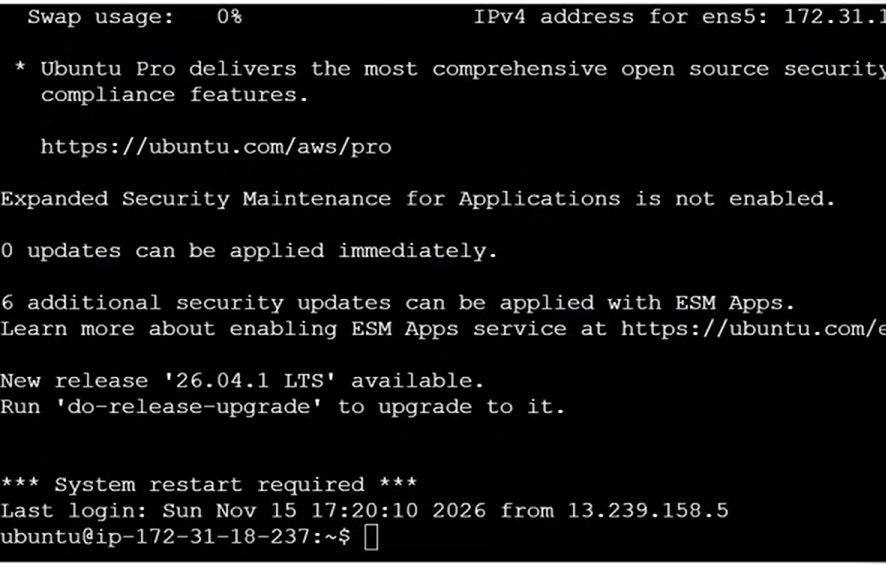 Swap usage:   0%                 IPv4 address for ens5: 172.31.1
* Ubuntu Pro delivers the most comprehensive open source security
compliance features.
https://ubuntu.com/aws/pro
Expanded Security Maintenance for Applications is not enabled.
0 updates can be applied immediately.
6 additional security updates can be applied with ESM Apps.
Learn more about enabling ESM Apps service at https://ubuntu.com/e
New release '26.04.1 LTS' available.
Run 'do-release-upgrade' to upgrade to it.
*** System restart required ***
Last login: Sun Nov 15 17:20:10 2026 from 13.239.158.5
ubuntu@ip-172-31-18-237:~$